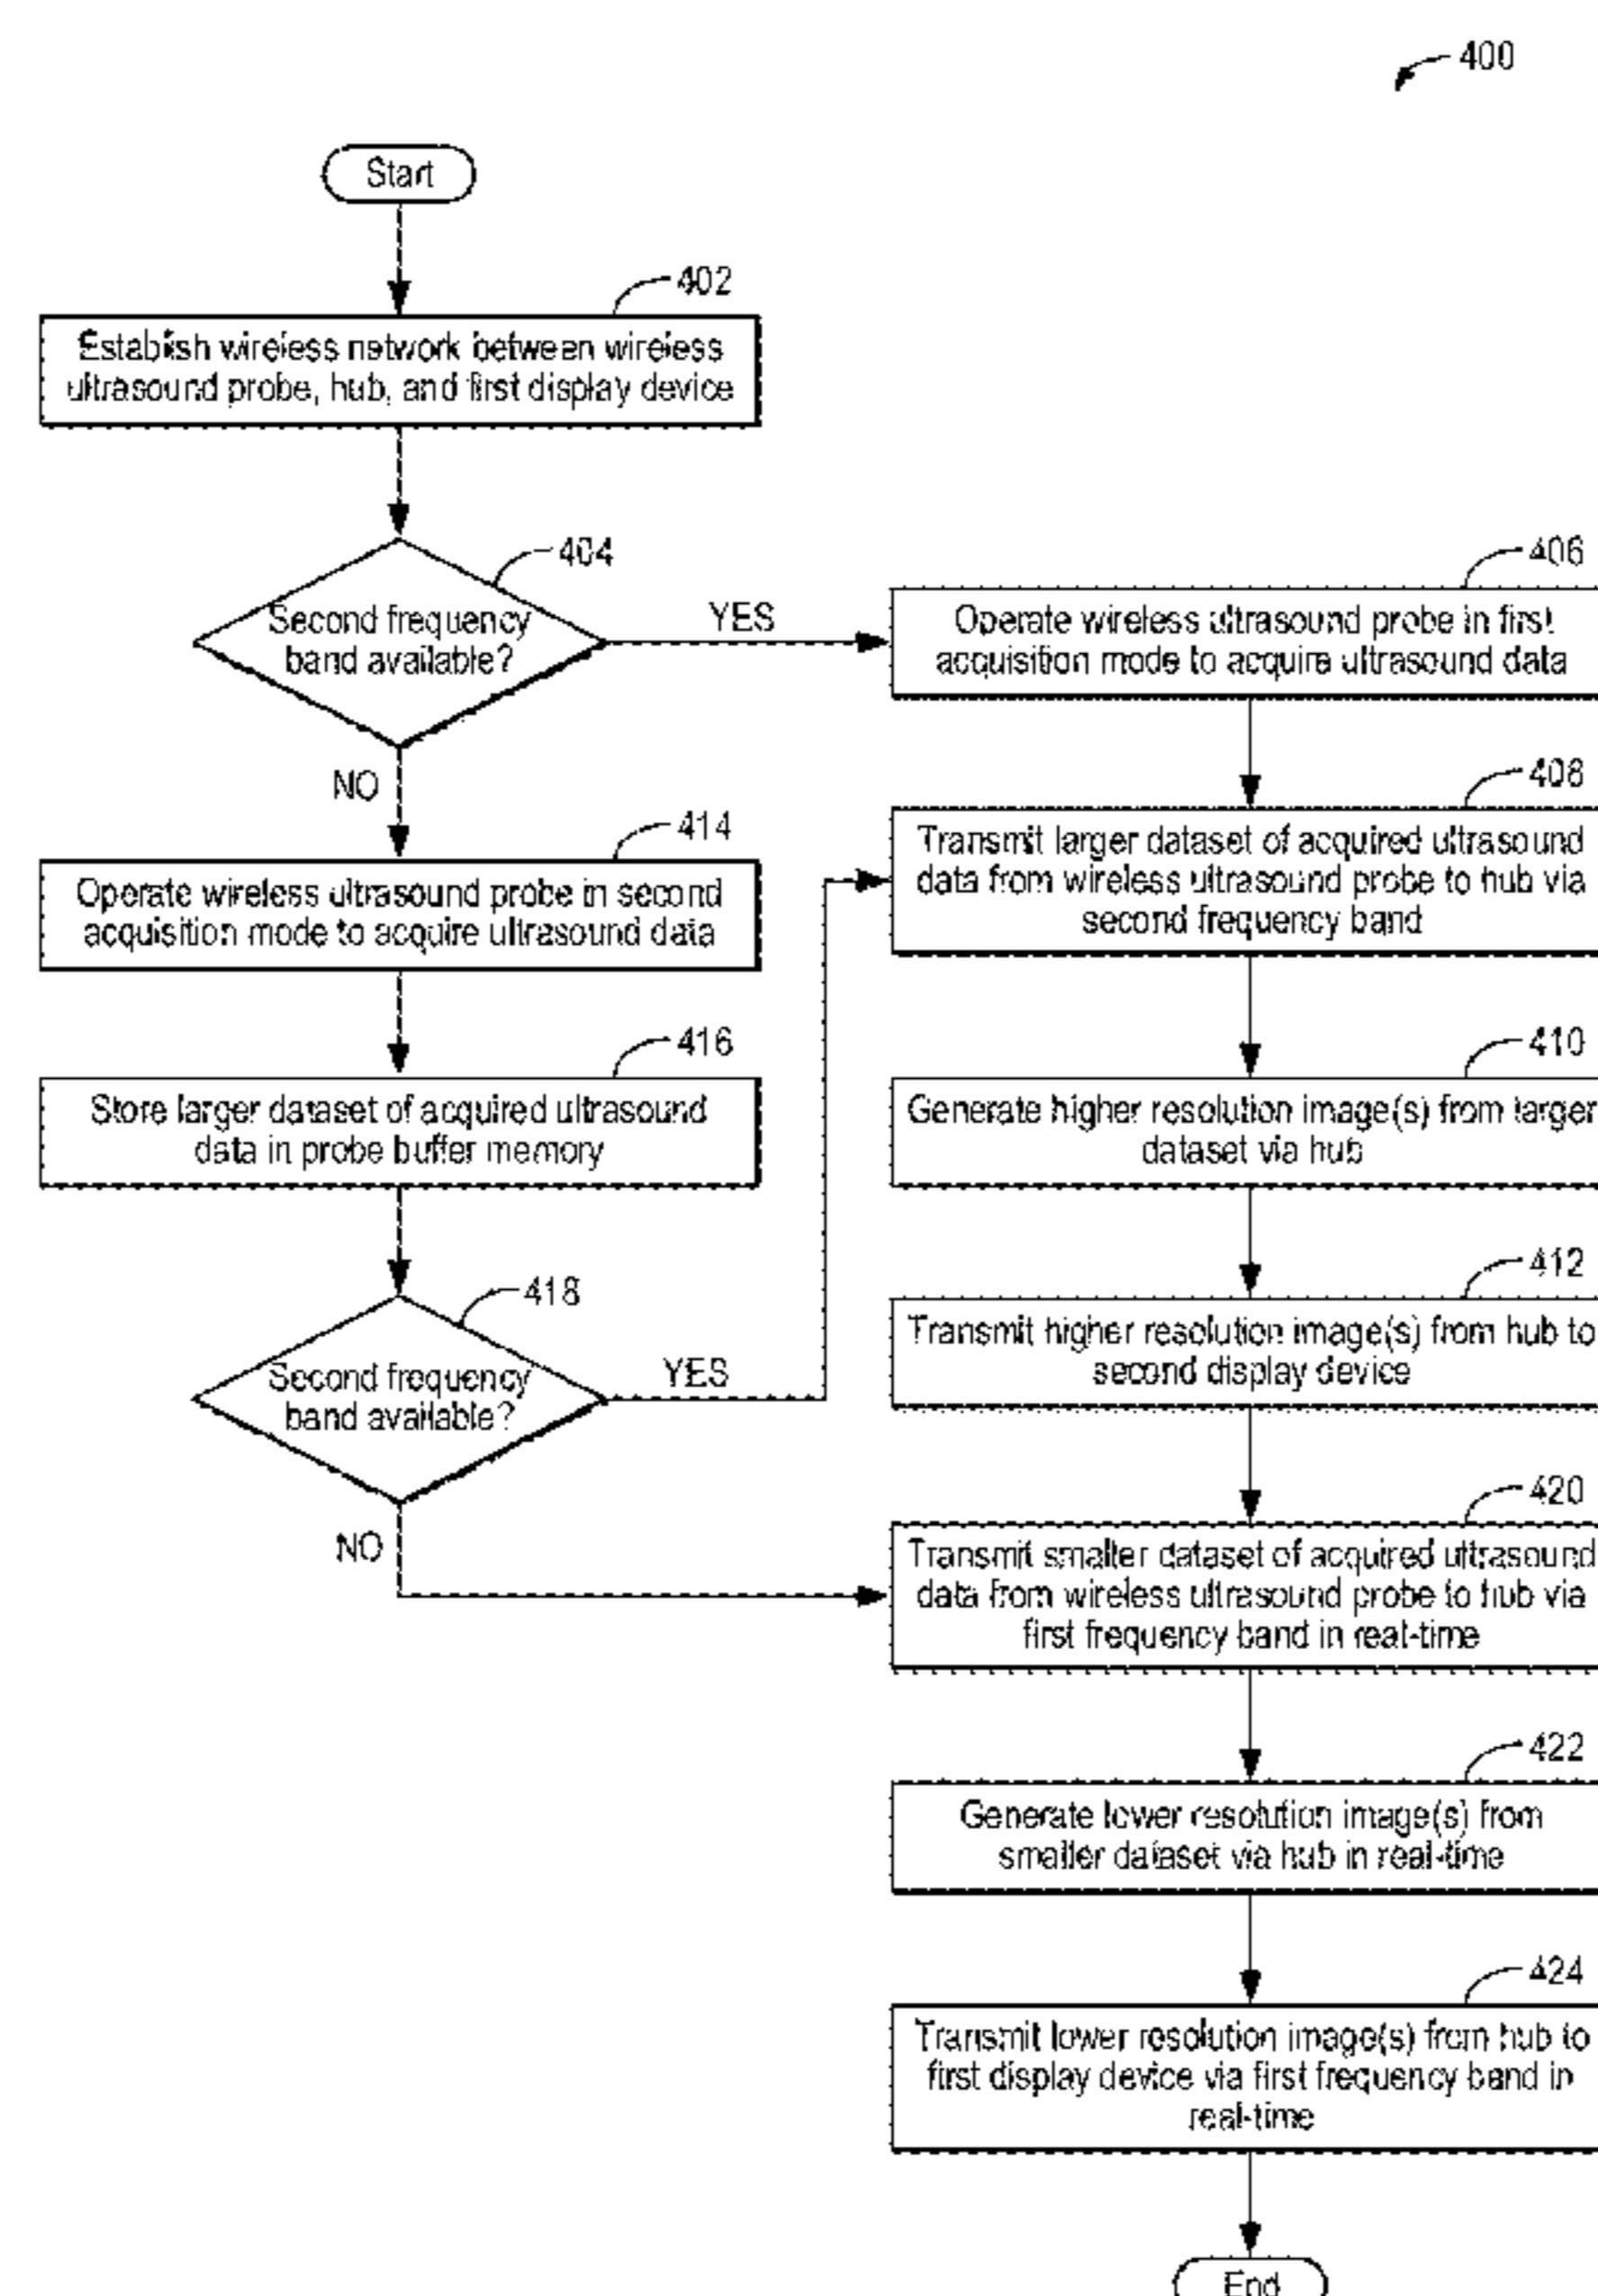 400
Start
402
Establish wireless network between wireless
ultrasound probe, hub, and first display device
404
Second frequency
band available?
YES
NO
406
Operate wireless ultrasound probe in first
acquisition mode to acquire ultrasound data
408
Transmit larger dataset of acquired ultrasound
data from wireless ultrasound probe to hub via
second frequency band
414
Operate wireless ultrasound probe in second
acquisition mode to acquire ultrasound data
416
Store larger dataset of acquired ultrasound
data in probe buffer memory
410
Generate higher resolution image(s) from larger
dataset via hub
418
Second frequency
band available?
YES
NO
412
Transmit higher resolution image(s) from hub to
second display device
420
Transmit smaller dataset of acquired ultrasound
data from wireless ultrasound probe to hub via
first frequency band in real-time
422
Generate lower resolution image(s) from
smaller dataset via hub in real-time
424
Transmit lower resolution image(s) from hub to
first display device via first frequency band in
real-time
End